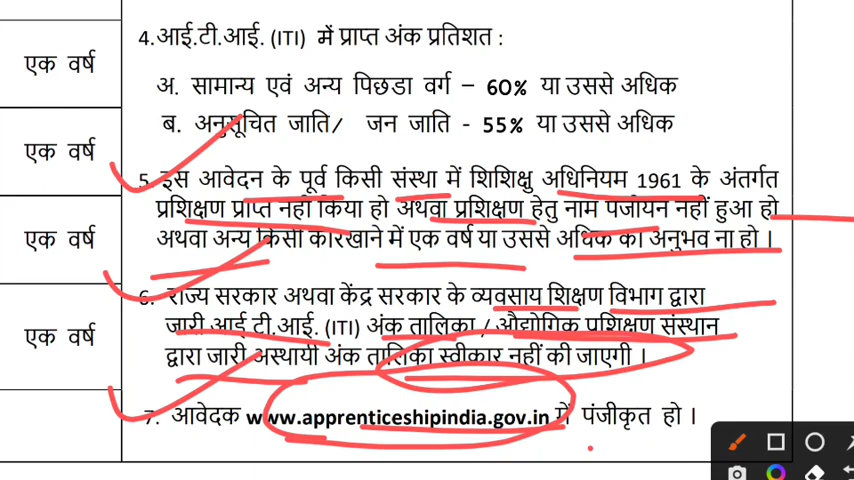 4.आई.टी.आई. (ITI) में प्राप्त अंक प्रतिशत :
एक वर्ष
अ. सामान्य एवं अन्य पिछडा वर्ग – 60% या उससे अधिक
ब. अनुसूचित जाति/ जन जाति - 55% या उससे अधिक
एक वर्ष
5. इस आवेदन के पूर्व किसी संस्था में शिशिक्षु अधिनियम 1961 के अंतर्गत
प्रशिक्षण प्राप्त नहीं किया हो अथवा प्रशिक्षण हेतु नाम पंजीयन नहीं हुआ हो
एक वर्ष
अथवा अन्य किसी कारखाने में एक वर्ष या उससे अधिक का अनुभव ना हो ।
6. राज्य सरकार अथवा केंद्र सरकार के व्यवसाय शिक्षण विभाग द्वारा
जारी आई टी.आई. (ITI) अंक तालिका / औद्योगिक प्रशिक्षण संस्थान
एक वर्ष
द्वारा जारी अस्थायी अंक तालिका स्वीकार नहीं की जाएगी ।
7. आवेदक www.apprenticeshipindia.gov.in में पंजीकृत हो ।